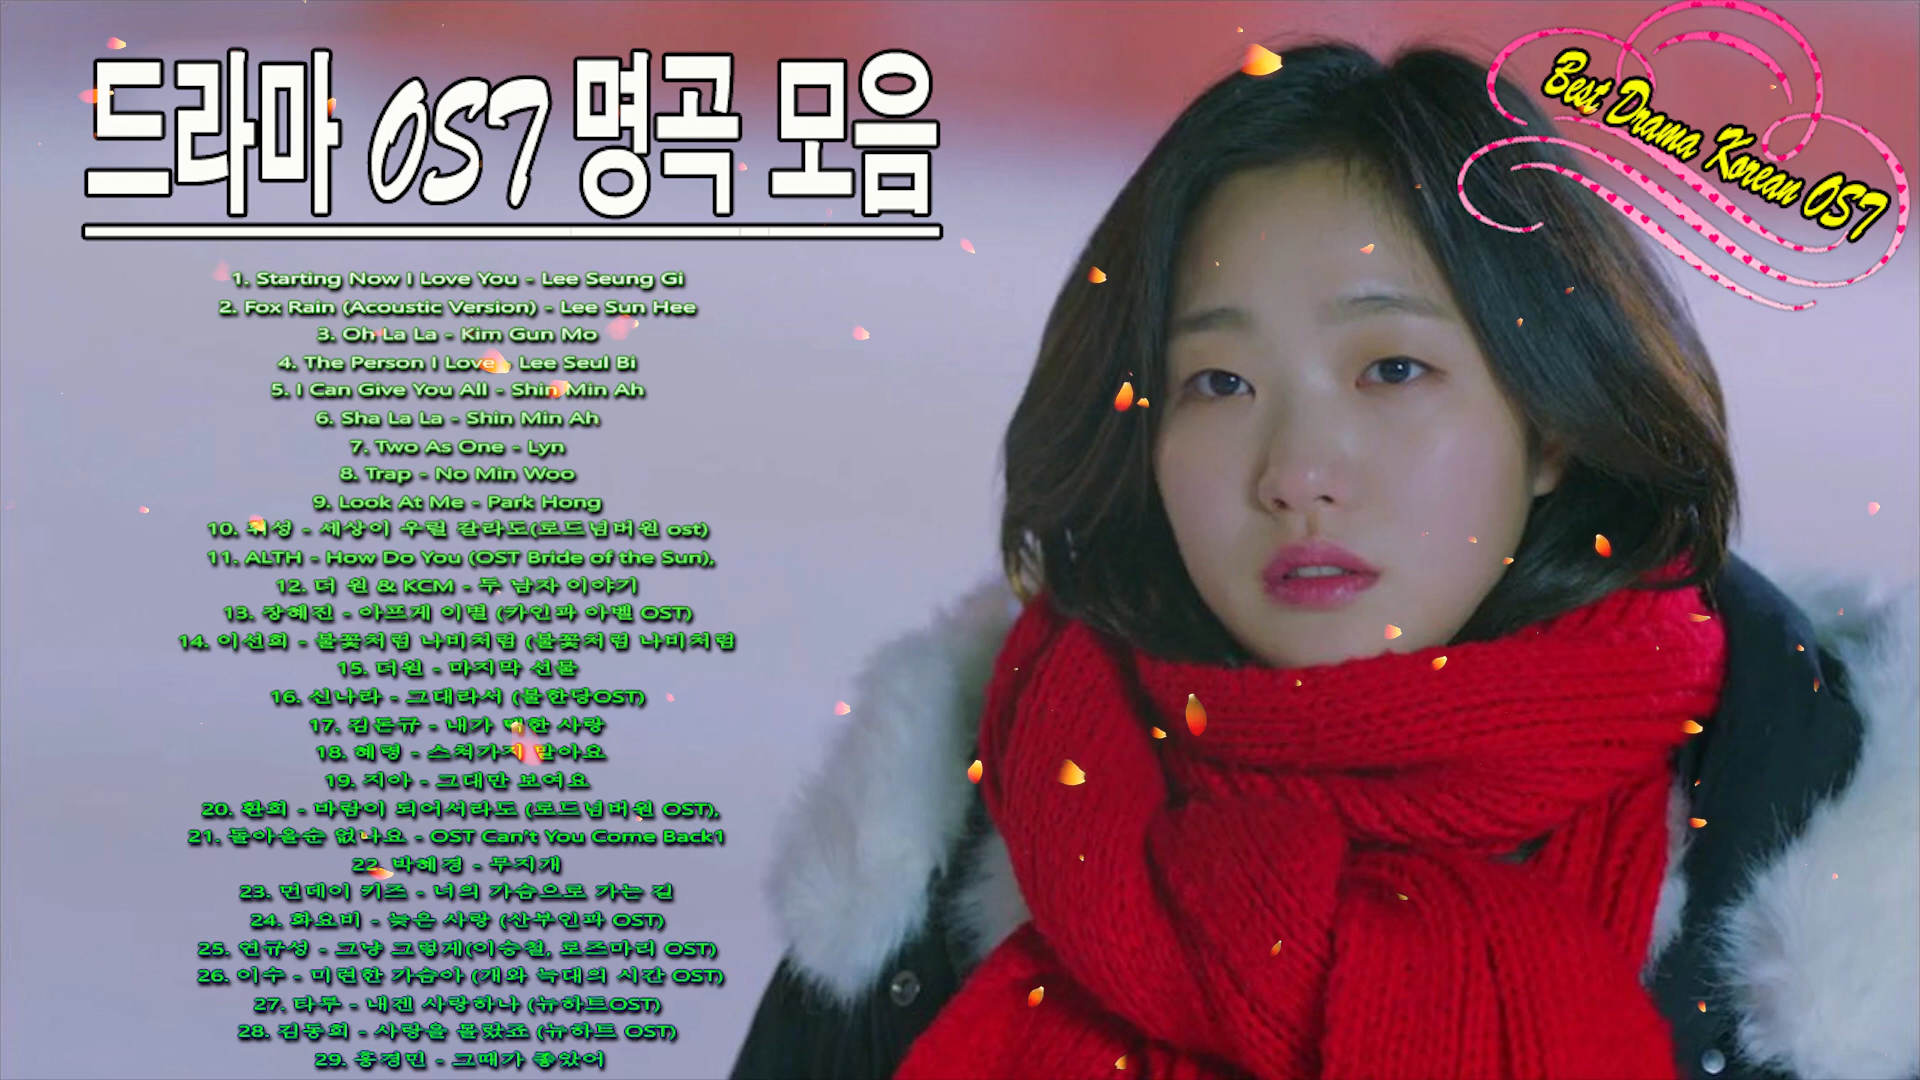 드라마 OST 명곡 모음
Best Drama Korean OST
1. Starting Now I Love You - Lee Seung Gi
2. Fox Rain (Acoustic Version) - Lee Sun Hee
3. Oh La La - Kim Gun Mo
4. The Person I Love - Lee Seul Bi
5. I Can Give You All - Shin Min Ah
6. Sha La La - Shin Min Ah
7. Two As One - Lyn
8. Trap - No Min Woo
9. Look At Me - Park Hong
10. 휘성 - 세상이 우릴 갈라도(로드넘버원 ost)
11. ALTH - How Do You (OST Bride of the Sun),
12. 더 원 & KCM - 두 남자 이야기
13. 장혜진 - 아프게 이별 (카인과 아벨 OST)
14. 이선희 - 불꽃처럼 나비처럼 (불꽃처럼 나비처럼
15. 더원 - 마지막 선물
16. 신나라 - 그대라서 (불한당OST)
17. 김돈규 - 내가 택한 사랑
18. 혜령 - 스쳐가지 말아요
19. 지아 - 그대만 보여요
20. 환희 - 바람이 되어서라도 (로드넘버원 OST),
21. 돌아올순 없나요 - OST Can't You Come Back1
22. 박혜경 - 무지개
23. 먼데이 키즈 - 너의 가슴으로 가는 길
24. 화요비 - 늦은 사랑 (산부인과 OST)
25. 연규성 - 그냥 그렇게(이승철, 로즈마리 OST)
26. 이수 - 미련한 가슴아 (개와 늑대의 시간 OST)
27. 타루 - 내겐 사랑하나 (뉴하트OST)
28. 김동희 - 사랑을 몰랐죠 (뉴하트 OST)
29. 홍경민 - 그때가 좋았어